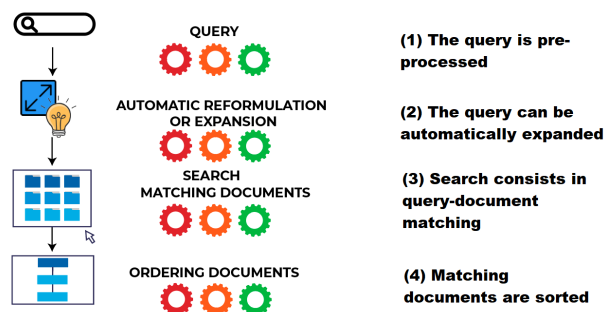 QUERY
(1) The query is pre-
processed
AUTOMATIC REFORMULATION
OR EXPANSION
(2) The query can be
automatically expanded
SEARCH
MATCHING DOCUMENTS
(3) Search consists in
query-document
matching
ORDERING DOCUMENTS
(4) Matching
documents are sorted